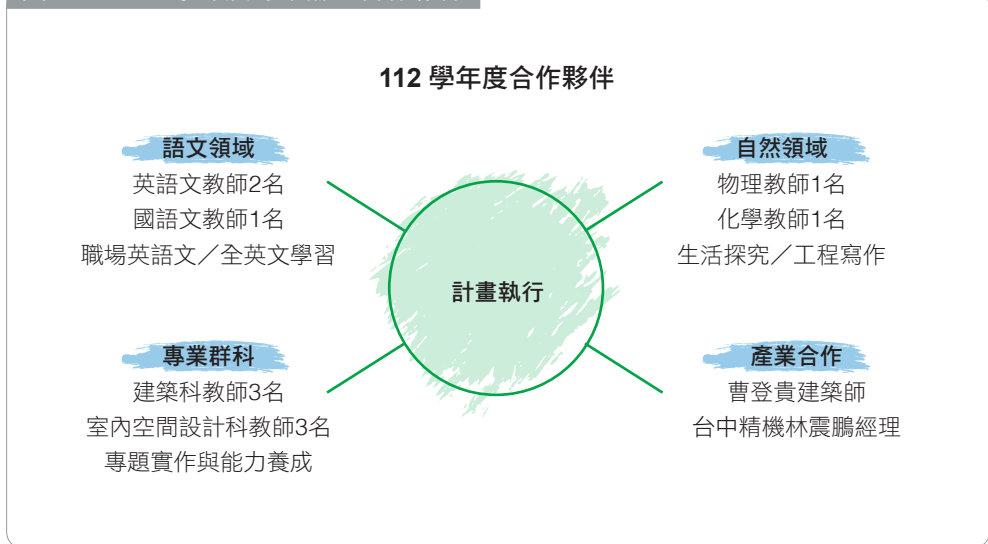 112 學年度合作夥伴
語文領域
英語文教師2名
國語文教師1名
職場英語文／全英文學習
自然領域
物理教師1名
化學教師1名
生活探究／工程寫作
計畫執行
專業群科
建築科教師3名
室內空間設計科教師3名
專題實作與能力養成
產業合作
曹登貴建築師
台中精機林震鵬經理